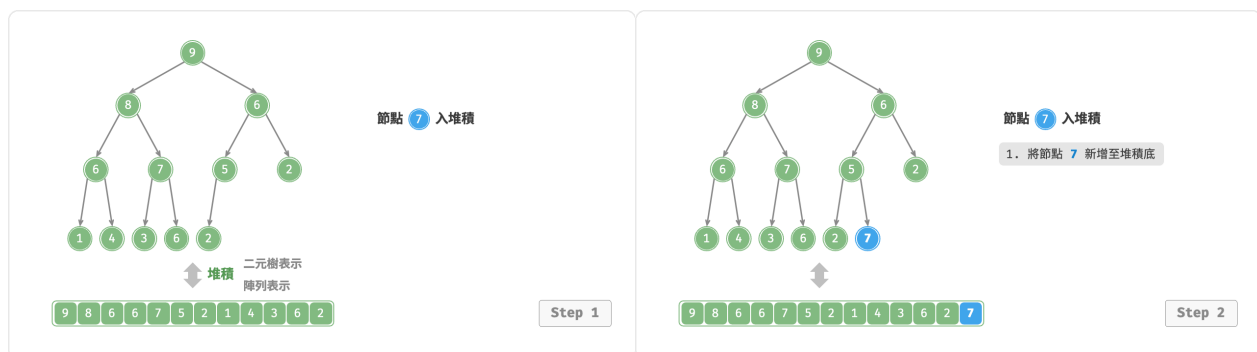 9
8 6
6 7 5 2
1 4 3 6 2
節點 7 入堆積
堆積
二元樹表示
陣列表示
9 8 6 6 7 5 2 1 4 3 6 2
Step 1
9
8 6
6 7 5 2
1 4 3 6 2 7
節點 7 入堆積
1. 將節點 7 新增至堆積底
9 8 6 6 7 5 2 1 4 3 6 2 7
Step 2